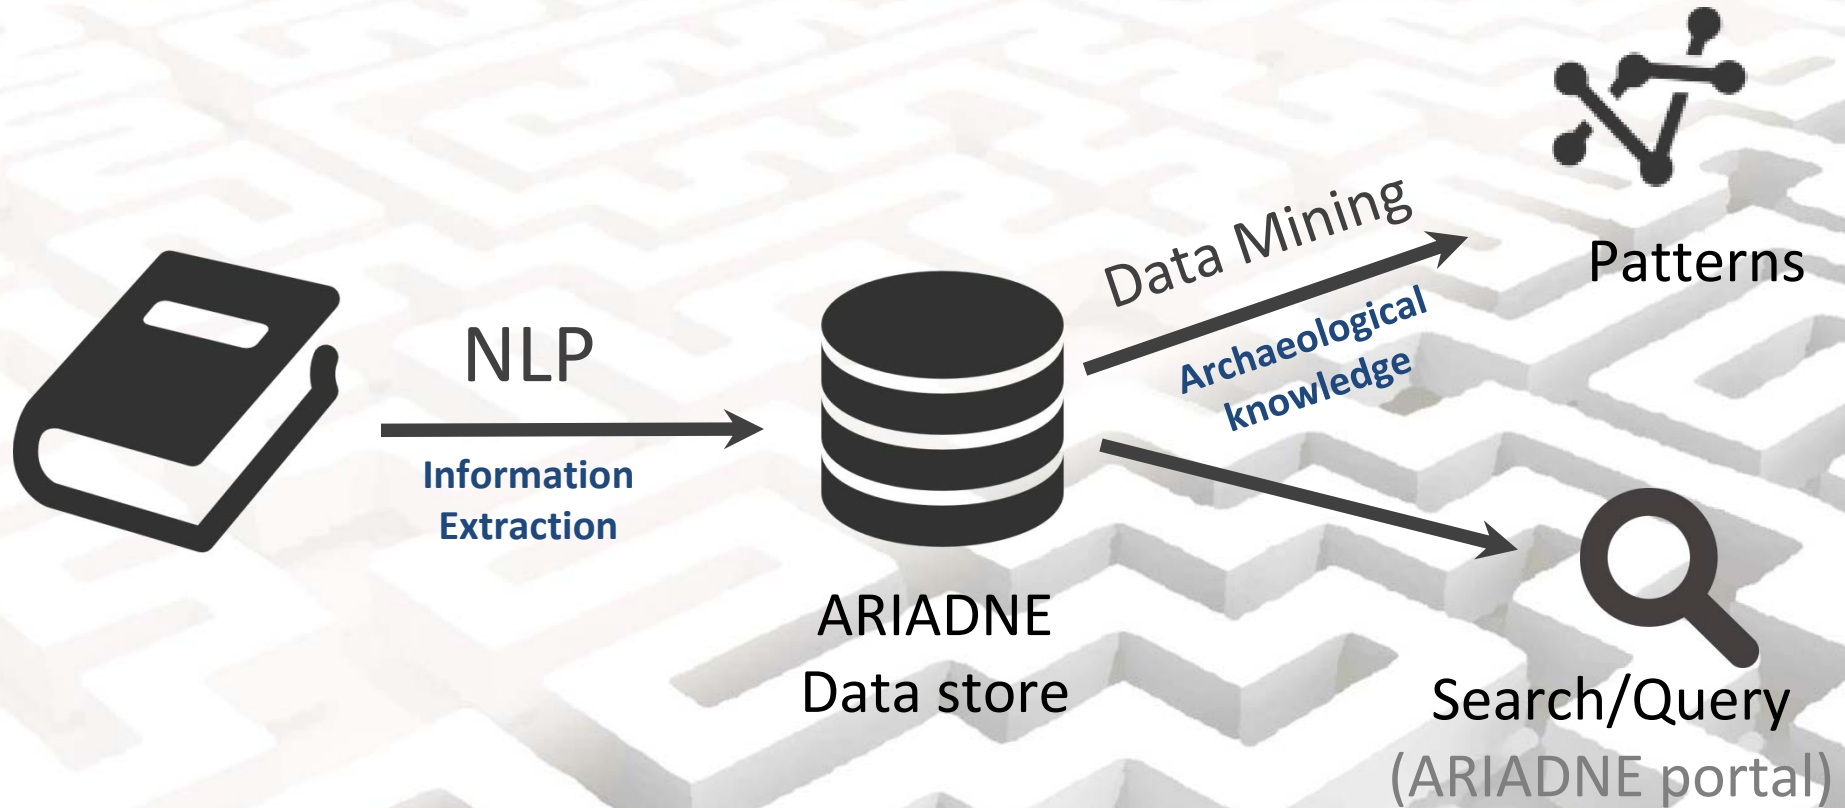 NLP
Information
Extraction
ARIADNE
Data store
Data Mining
Archaeological
knowledge
Patterns
Search/Query
(ARIADNE portal)